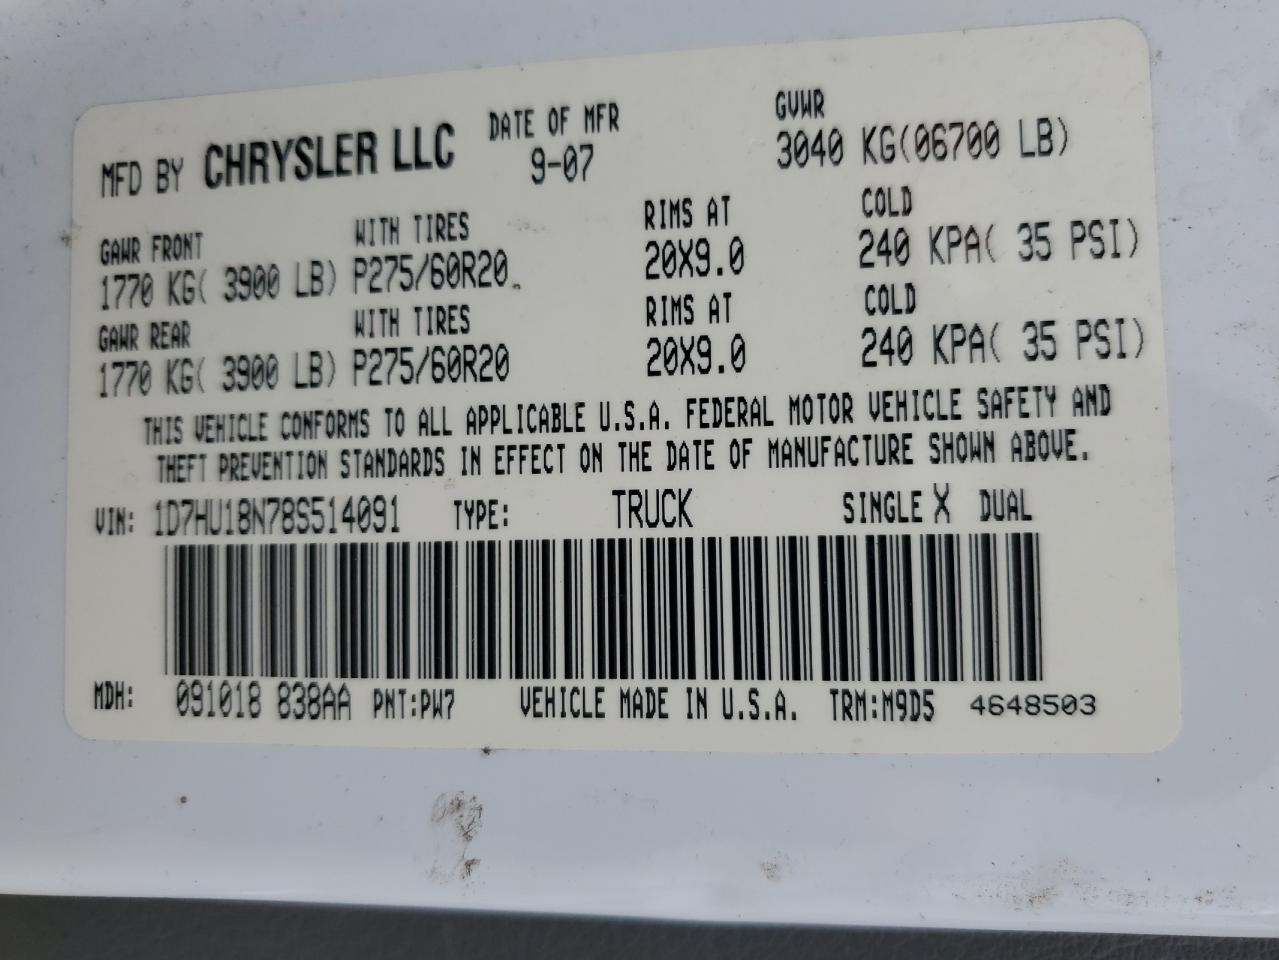 MFD BY CHRYSLER LLC DATE OF MFR 9-07 GVWR 3040 KG(06700 LB)
GAWR FRONT WITH TIRES RIMS AT COLD
1770 KG( 3900 LB) P275/60R20 20X9.0 240 KPA( 35 PSI)
GAWR REAR WITH TIRES RIMS AT COLD
1770 KG( 3900 LB) P275/60R20 20X9.0 240 KPA( 35 PSI)
THIS VEHICLE CONFORMS TO ALL APPLICABLE U.S.A. FEDERAL MOTOR VEHICLE SAFETY AND
THEFT PREVENTION STANDARDS IN EFFECT ON THE DATE OF MANUFACTURE SHOWN ABOVE.
VIN: 1D7HU18N78S514091 TYPE: TRUCK SINGLE X DUAL
MDH: 091018 838AA PNT:PW7 VEHICLE MADE IN U.S.A. TRM:M9D5 4648503